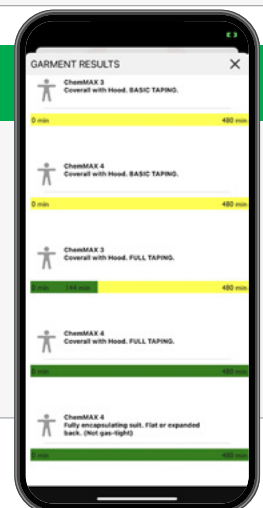 GARMENT RESULTS
ChemMAX 3
Coverall with Hood. BASIC TAPING.
0 min 480 min
ChemMAX 4
Coverall with Hood. BASIC TAPING.
0 min 480 min
ChemMAX 3
Coverall with Hood. FULL TAPING.
0 min 144 min 480 min
ChemMAX 4
Coverall with Hood. FULL TAPING.
0 min 480 min
ChemMAX 4
Fully encapsulating suit. Flat or expanded
back. (Not gas-tight)
0 min 480 min